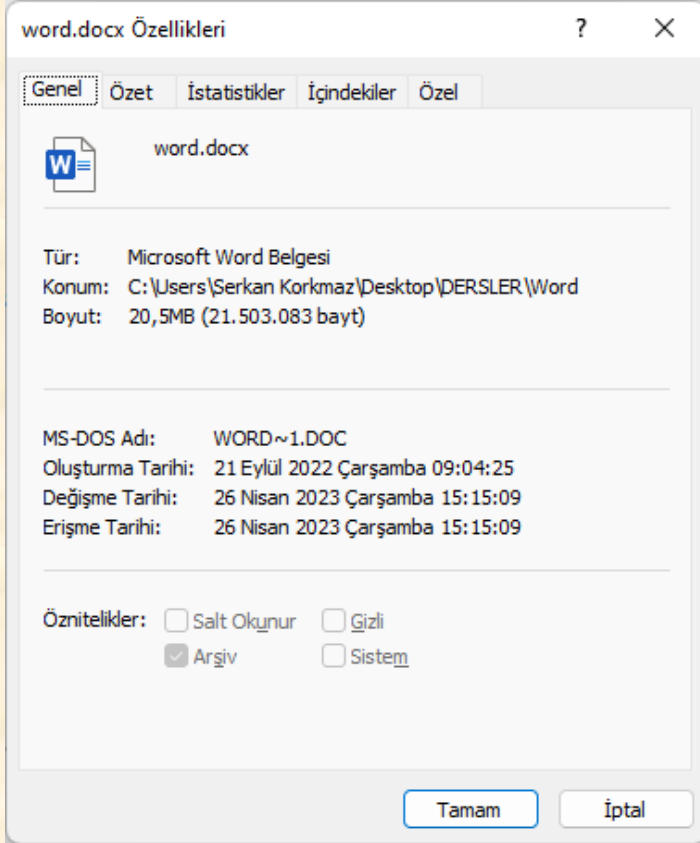 word.docx Özellikleri ? ×
Genel Özet İstatistikler İçindekiler Özel
W
word.docx
Tür: Microsoft Word Belgesi
Konum: C:\Users\Serkan Korkmaz\Desktop\DERSLER\Word
Boyut: 20,5MB (21.503.083 bayt)
MS-DOS Adı: WORD~1.DOC
Oluşturma Tarihi: 21 Eylül 2022 Çarşamba 09:04:25
Değişme Tarihi: 26 Nisan 2023 Çarşamba 15:15:09
Erişme Tarihi: 26 Nisan 2023 Çarşamba 15:15:09
Öznitelikler: Salt Okunur Gizli
Arşiv Sistem
Tamam İptal